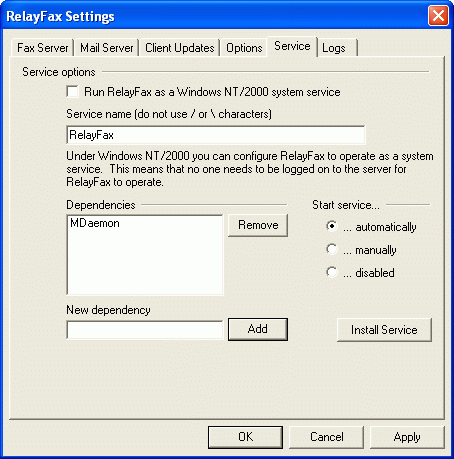 RelayFax Settings
Fax Server Mail Server Client Updates Options Service Logs
Service options
Run RelayFax as a Windows NT/2000 system service
Service name (do not use / or \ characters)
RelayFax
Under Windows NT/2000 you can configure RelayFax to operate as a system
service. This means that no one needs to be logged on to the server for
RelayFax to operate.
Dependencies
MDaemon
Remove
Start service...
... automatically
... manually
... disabled
New dependency
Add
Install Service
OK Cancel Apply